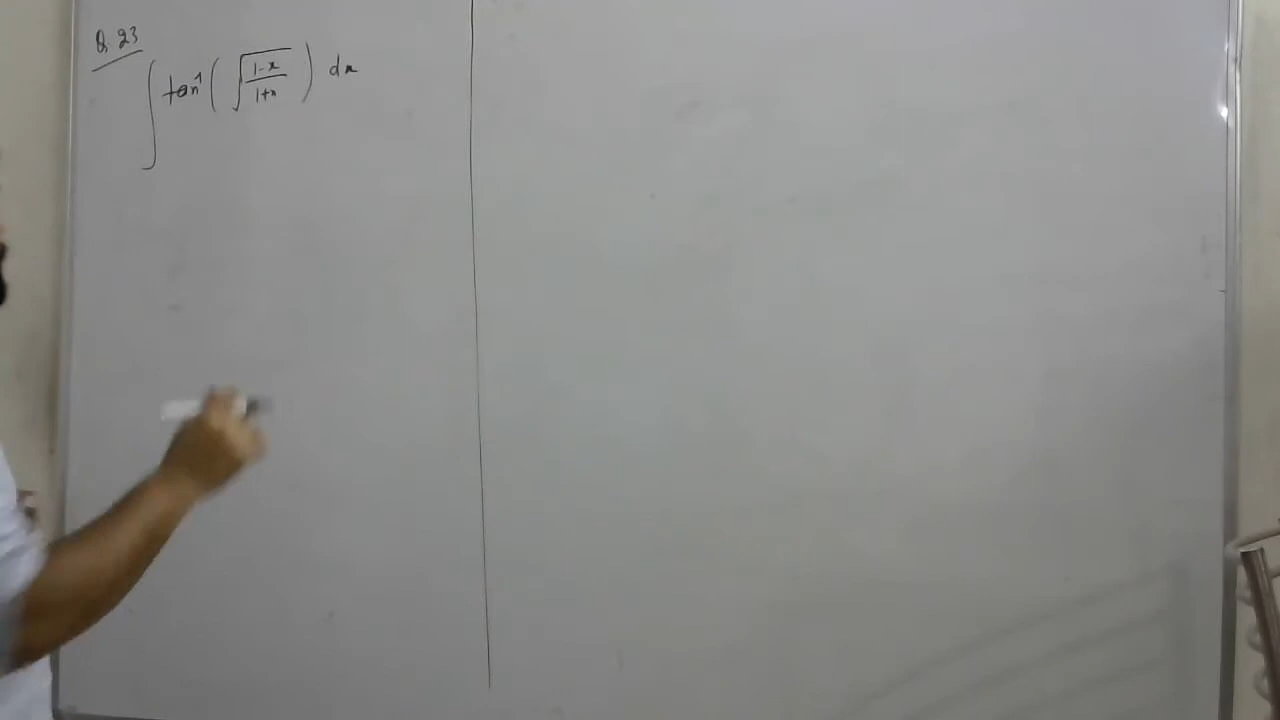 Q. 23
∫ tan⁻¹ ( √((1-x)/(1+x)) ) dx